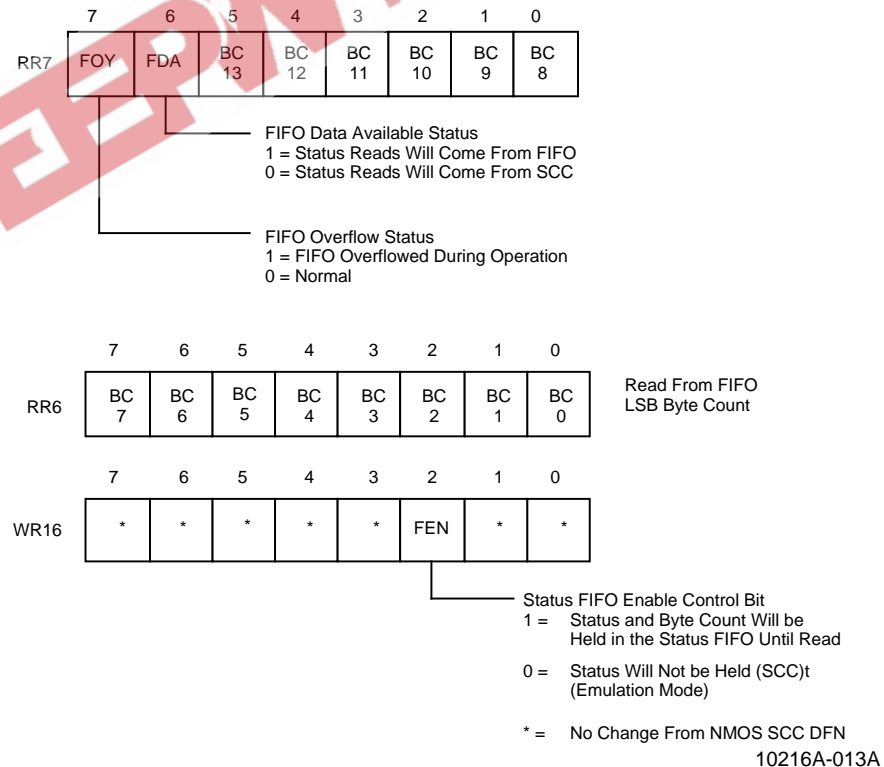 7 6 5 4 3 2 1 0
RR7 FOY FDA BC 13 BC 12 BC 11 BC 10 BC 9 BC 8
FIFO Data Available Status
1 = Status Reads Will Come From FIFO
0 = Status Reads Will Come From SCC
FIFO Overflow Status
1 = FIFO Overflowed During Operation
0 = Normal
7 6 5 4 3 2 1 0
RR6 BC 7 BC 6 BC 5 BC 4 BC 3 BC 2 BC 1 BC 0
Read From FIFO
LSB Byte Count
7 6 5 4 3 2 1 0
WR16 * * * * * FEN * *
Status FIFO Enable Control Bit
1 = Status and Byte Count Will be
Held in the Status FIFO Until Read
0 = Status Will Not be Held (SCC)t
(Emulation Mode)
* = No Change From NMOS SCC DFN
10216A-013A